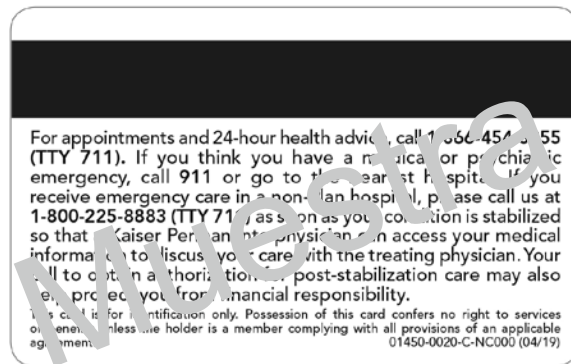 For appointments and 24-hour health advice, call 1-866-454-8855
(TTY 711). If you think you have a medical or psychiatric
emergency, call 911 or go to the nearest hospital. If you
receive emergency care in a non-plan hospital, please call us at
1-800-225-8883 (TTY 711) as soon as your condition is stabilized
so that a Kaiser Permanente physician can access your medical
information to discuss your care with the treating physician. Your
call to obtain authorization for post-stabilization care may also
help protect you from financial responsibility.
This card is for identification only. Possession of this card confers no right to services
or benefits unless the holder is a member complying with all provisions of an applicable
agreement. 01450-0020-C-NC000 (04/19)
Muestra